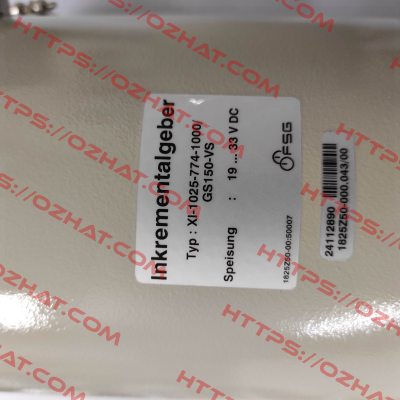 Inkrementalgeber
Typ : XI-1025-774-1000/
GS150-VS
Speisung : 19 ... 33 V DC
1825Z50-00:50007
FSG
24112890
1825Z50-000.043/00
HTTPS://OZHAT.COM